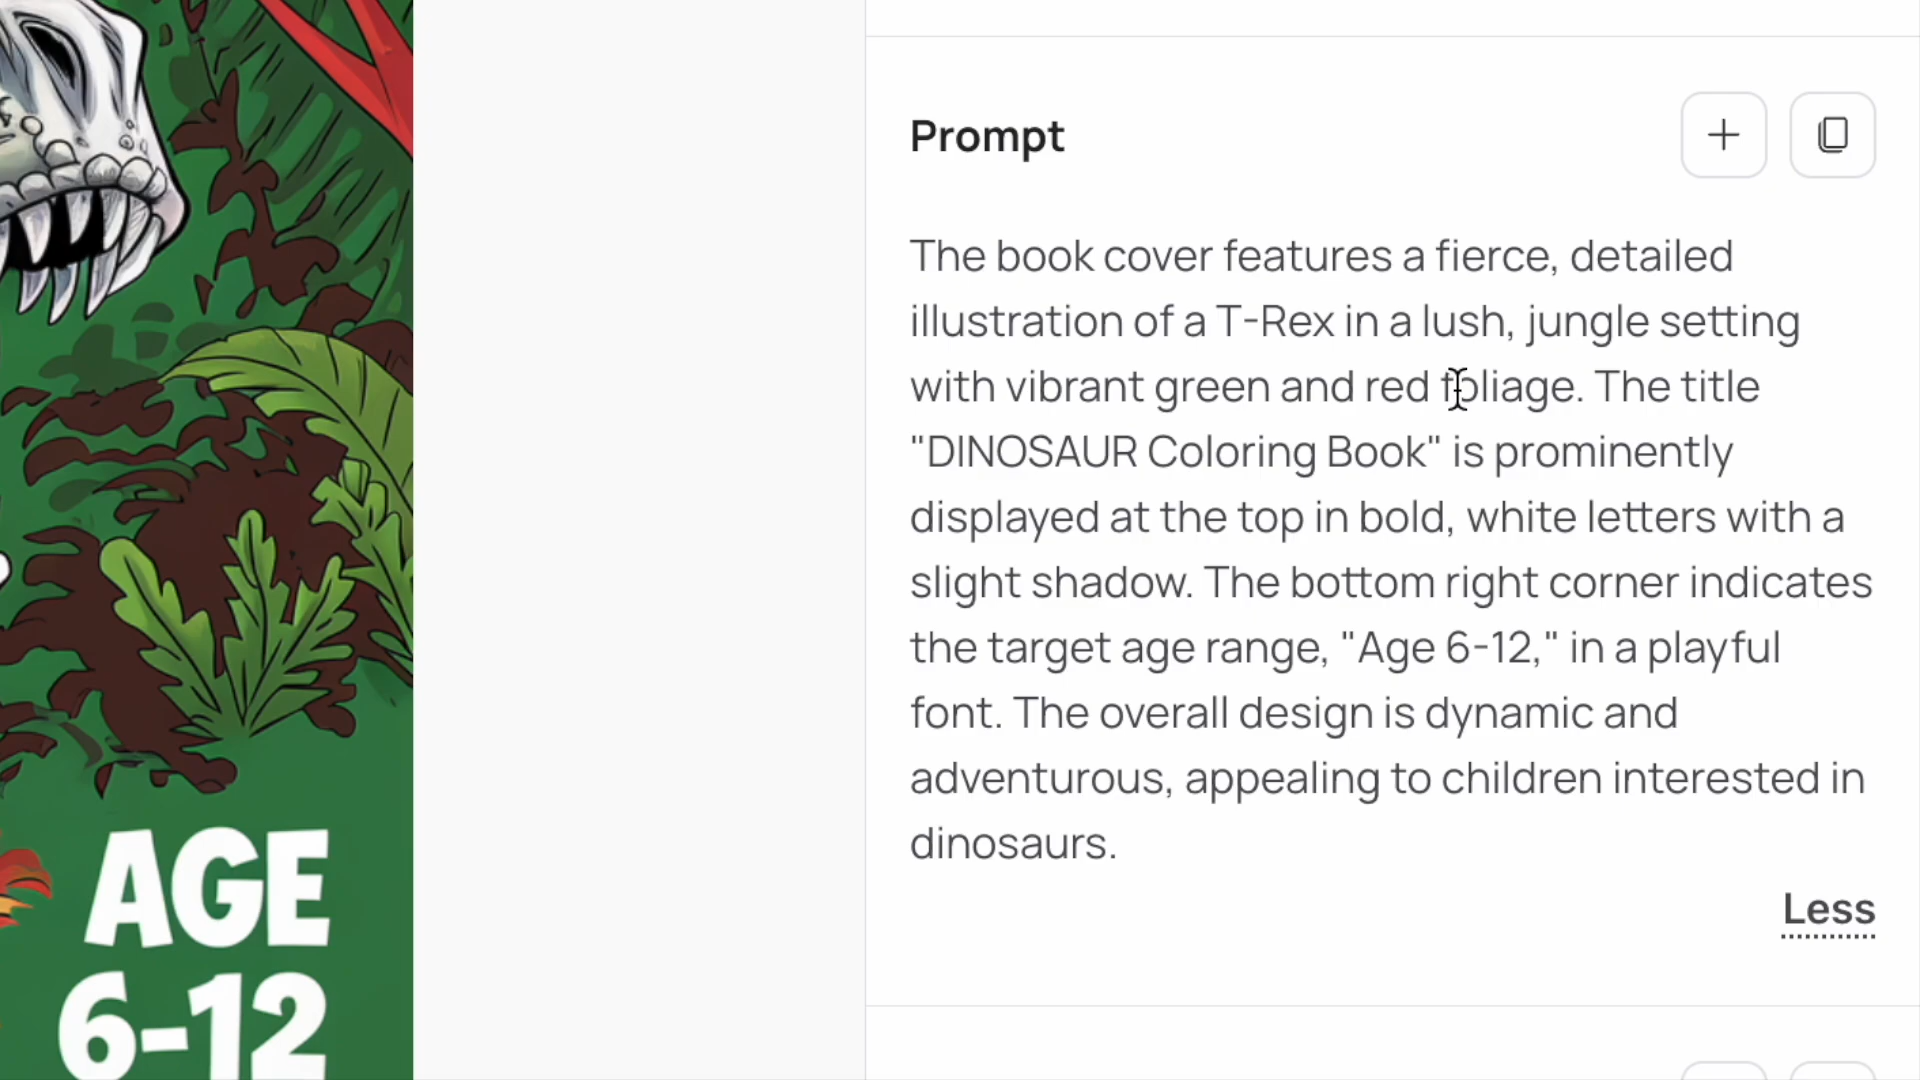 Prompt
The book cover features a fierce, detailed
illustration of a T-Rex in a lush, jungle setting
with vibrant green and red foliage. The title
"DINOSAUR Coloring Book" is prominently
displayed at the top in bold, white letters with a
slight shadow. The bottom right corner indicates
the target age range, "Age 6-12," in a playful
font. The overall design is dynamic and
adventurous, appealing to children interested in
dinosaurs.
Less
AGE
6-12